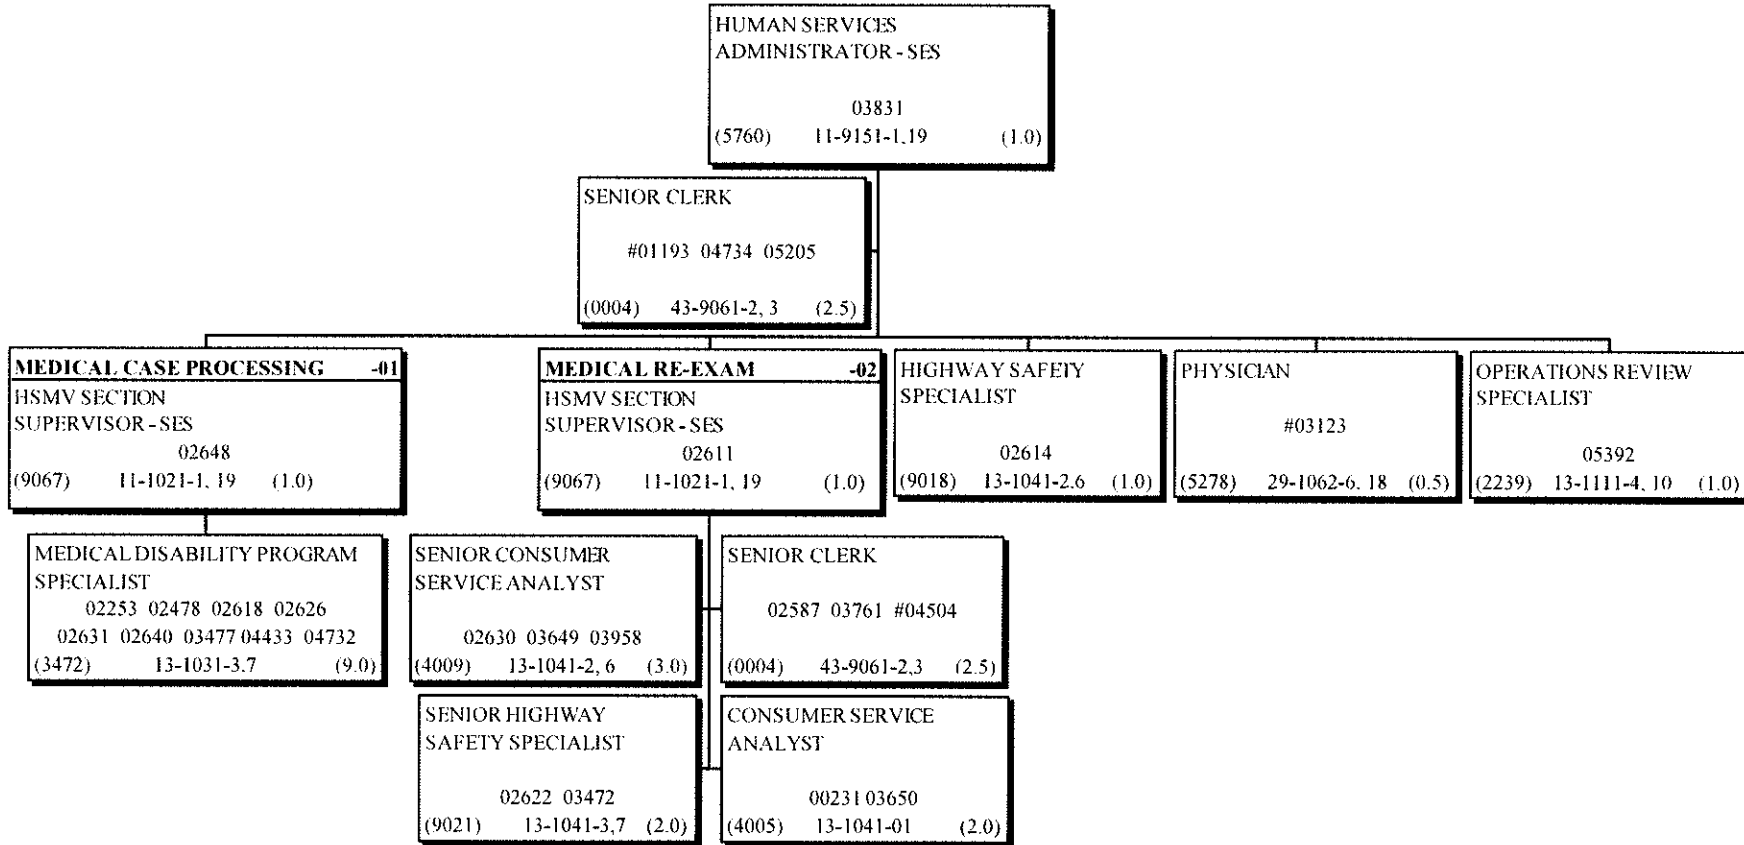 HUMAN SERVICES
ADMINISTRATOR - SES
03831
(5760) 11-9151-1,19 (1.0)
SENIOR CLERK
#01193 04734 05205
(0004) 43-9061-2, 3 (2.5)
MEDICAL CASE PROCESSING -01
HSMV SECTION
SUPERVISOR - SES
02648
(9067) 11-1021-1, 19 (1.0)
MEDICAL RE-EXAM -02
HSMV SECTION
SUPERVISOR - SES
02611
(9067) 11-1021-1, 19 (1.0)
HIGHWAY SAFETY
SPECIALIST
02614
(9018) 13-1041-2.6 (1.0)
PHYSICIAN
#03123
(5278) 29-1062-6. 18 (0.5)
OPERATIONS REVIEW
SPECIALIST
05392
(2239) 13-1111-4, 10 (1.0)
MEDICAL DISABILITY PROGRAM
SPECIALIST
02253 02478 02618 02626
02631 02640 03477 04433 04732
(3472) 13-1031-3.7 (9.0)
SENIOR CONSUMER
SERVICE ANALYST
02630 03649 03958
(4009) 13-1041-2, 6 (3.0)
SENIOR CLERK
02587 03761 #04504
(0004) 43-9061-2,3 (2.5)
SENIOR HIGHWAY
SAFETY SPECIALIST
02622 03472
(9021) 13-1041-3,7 (2.0)
CONSUMER SERVICE
ANALYST
00231 03650
(4005) 13-1041-01 (2.0)